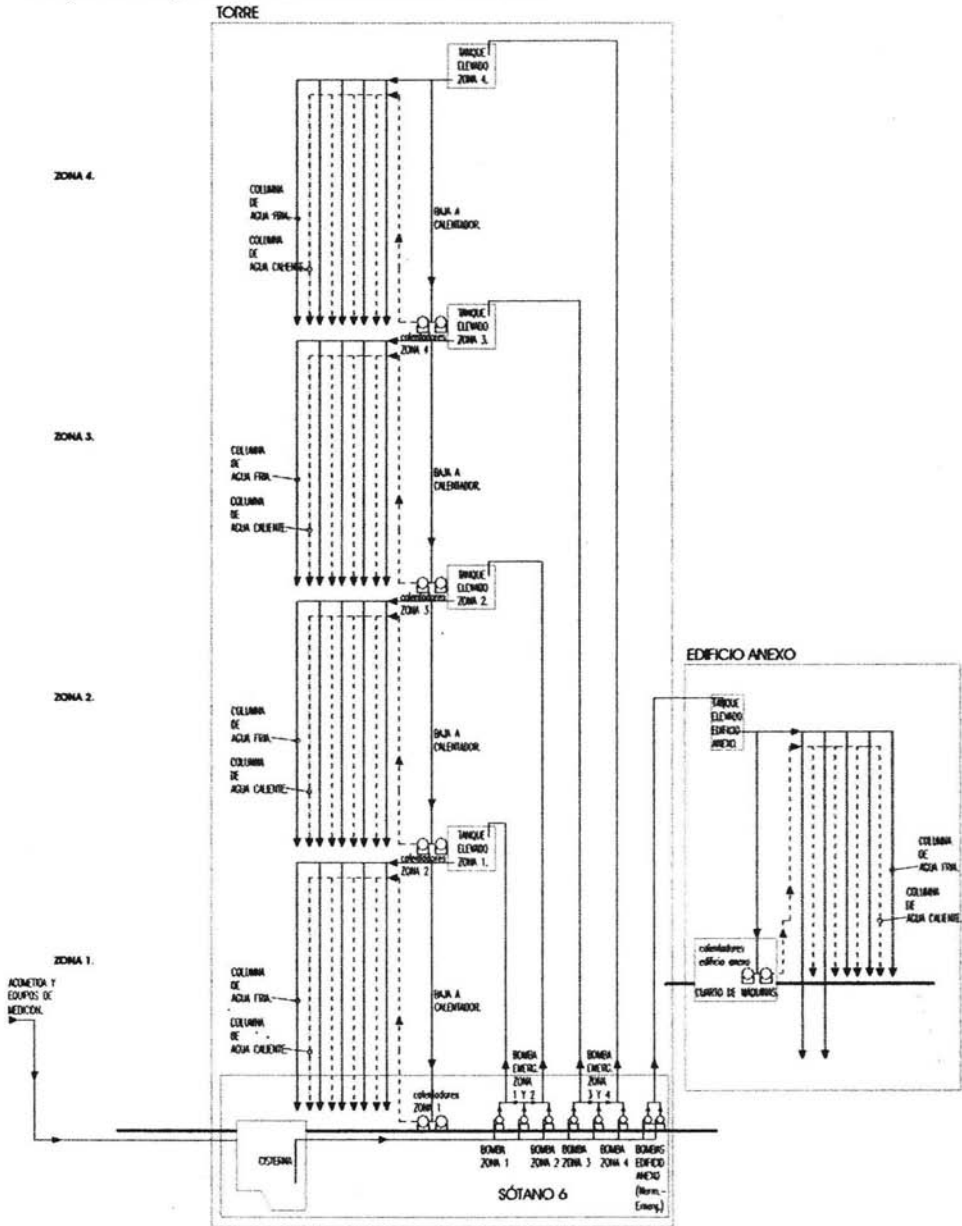 TORRE
TANQUE
ELEVADO
ZONA 4.
ZONA 4.
COLUMNA
DE
AGUA FRIA.
COLUMNA
DE
AGUA CALIENTE.
BAJA A
CALENTADOR.
calentadores
ZONA 4
TANQUE
ELEVADO
ZONA 3.
ZONA 3.
COLUMNA
DE
AGUA FRIA.
COLUMNA
DE
AGUA CALIENTE.
BAJA A
CALENTADOR.
calentadores
ZONA 3
TANQUE
ELEVADO
ZONA 2.
ZONA 2.
COLUMNA
DE
AGUA FRIA.
COLUMNA
DE
AGUA CALIENTE.
BAJA A
CALENTADOR.
calentadores
ZONA 2
TANQUE
ELEVADO
ZONA 1.
ZONA 1.
ACOMETIDA Y
EQUIPOS DE
MEDICIÓN.
COLUMNA
DE
AGUA FRIA.
COLUMNA
DE
AGUA CALIENTE.
BAJA A
CALENTADOR.
calentadores
ZONA 1
BOMBA
EMERG.
ZONA
1 Y 2
BOMBA
EMERG.
ZONA
3 Y 4
CISTERNA
BOMBA
ZONA 1
BOMBA
ZONA 2
BOMBA
ZONA 3
BOMBA
ZONA 4
BOMBAS
EDIFICIO
ANEXO
(Norm.-
Emerg.)
SÓTANO 6
EDIFICIO ANEXO
TANQUE
ELEVADO
EDIFICIO
ANEXO.
COLUMNA
DE
AGUA FRIA.
COLUMNA
DE
AGUA CALIENTE.
calentadores
edificio anexo
CUARTO DE MAQUINAS.